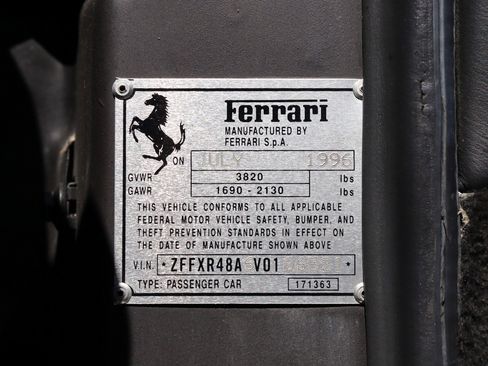 Ferrari
MANUFACTURED BY
FERRARI S.p.A.
ON JULY 1996
GVWR 3820 lbs
GAWR 1690 - 2130 lbs
THIS VEHICLE CONFORMS TO ALL APPLICABLE
FEDERAL MOTOR VEHICLE SAFETY, BUMPER, AND
THEFT PREVENTION STANDARDS IN EFFECT ON
THE DATE OF MANUFACTURE SHOWN ABOVE
V.I.N. *ZFFXR48A V01 *
TYPE: PASSENGER CAR 171363